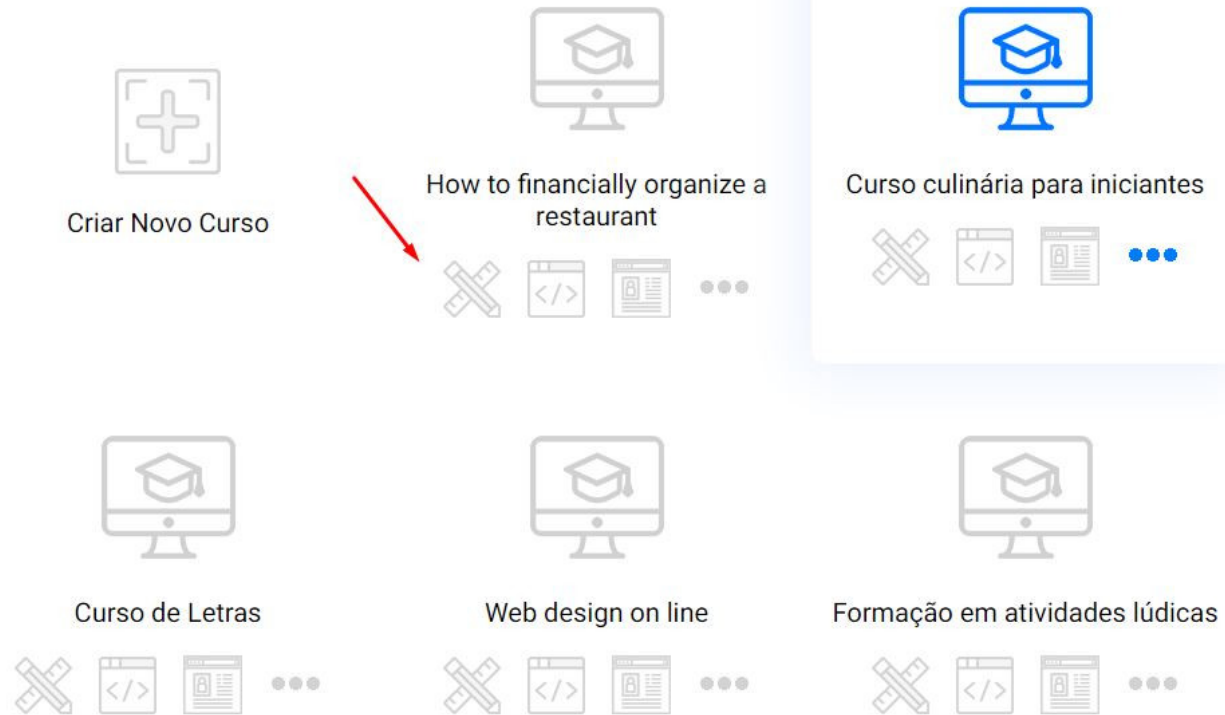 Criar Novo Curso
How to financially organize a
restaurant
Curso culinária para iniciantes
Curso de Letras
Web design on line
Formação em atividades lúdicas